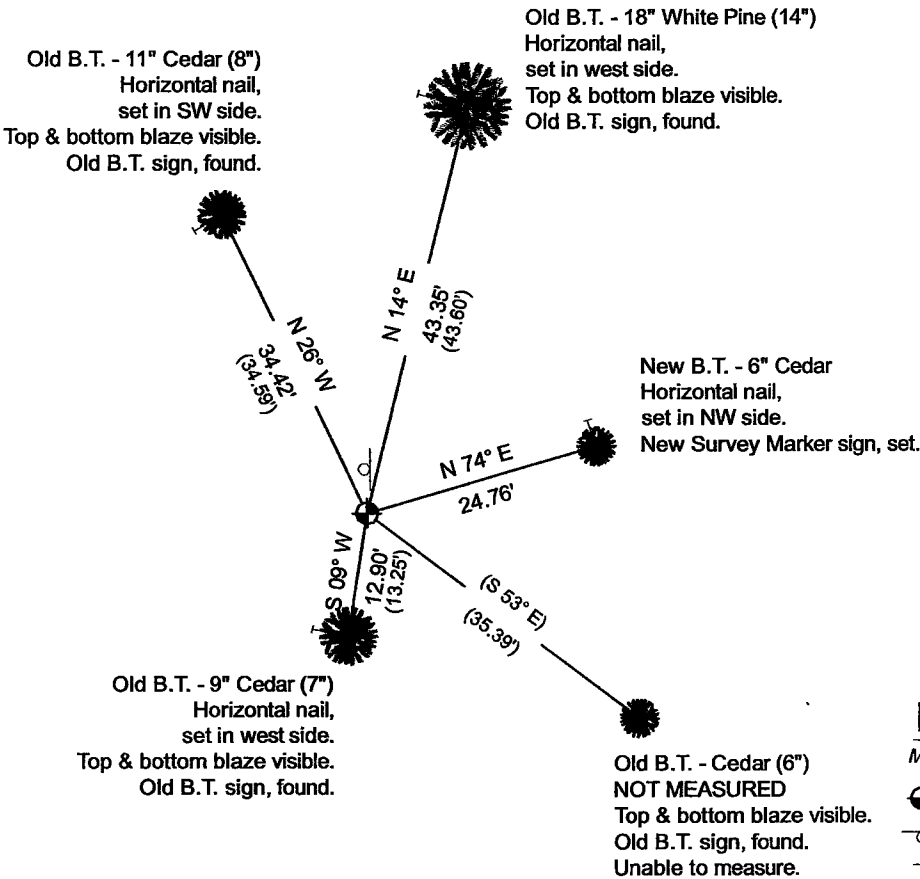 Old B.T. - 18" White Pine (14")
Horizontal nail,
set in west side.
Top & bottom blaze visible.
Old B.T. sign, found.
Old B.T. - 11" Cedar (8")
Horizontal nail,
set in SW side.
Top & bottom blaze visible.
Old B.T. sign, found.
N 14° E
43.35'
(43.60')
N 26° W
34.42'
(34.59')
New B.T. - 6" Cedar
Horizontal nail,
set in NW side.
New Survey Marker sign, set.
N 74° E
24.76'
S 09° W
12.90'
(13.25')
(S 53° E)
(35.39')
Old B.T. - 9" Cedar (7")
Horizontal nail,
set in west side.
Top & bottom blaze visible.
Old B.T. sign, found.
Old B.T. - Cedar (6")
NOT MEASURED
Top & bottom blaze visible.
Old B.T. sign, found.
Unable to measure.